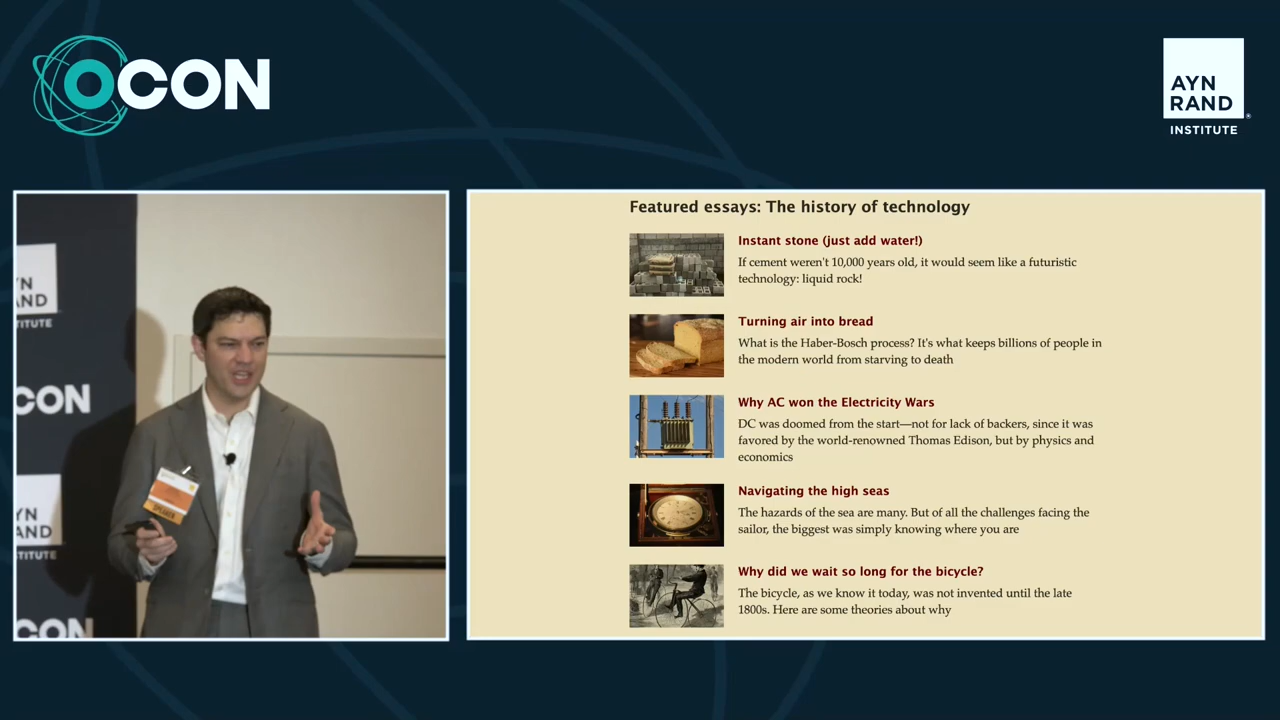 OCON
AYN
RAND
INSTITUTE
YN
AND
TITUTE
CON
YN
AND
TITUTE
CON
SPEAKER
Featured essays: The history of technology
Instant stone (just add water!)
If cement weren't 10,000 years old, it would seem like a futuristic
technology: liquid rock!
Turning air into bread
What is the Haber-Bosch process? It's what keeps billions of people in
the modern world from starving to death
Why AC won the Electricity Wars
DC was doomed from the start—not for lack of backers, since it was
favored by the world-renowned Thomas Edison, but by physics and
economics
Navigating the high seas
The hazards of the sea are many. But of all the challenges facing the
sailor, the biggest was simply knowing where you are
Why did we wait so long for the bicycle?
The bicycle, as we know it today, was not invented until the late
1800s. Here are some theories about why